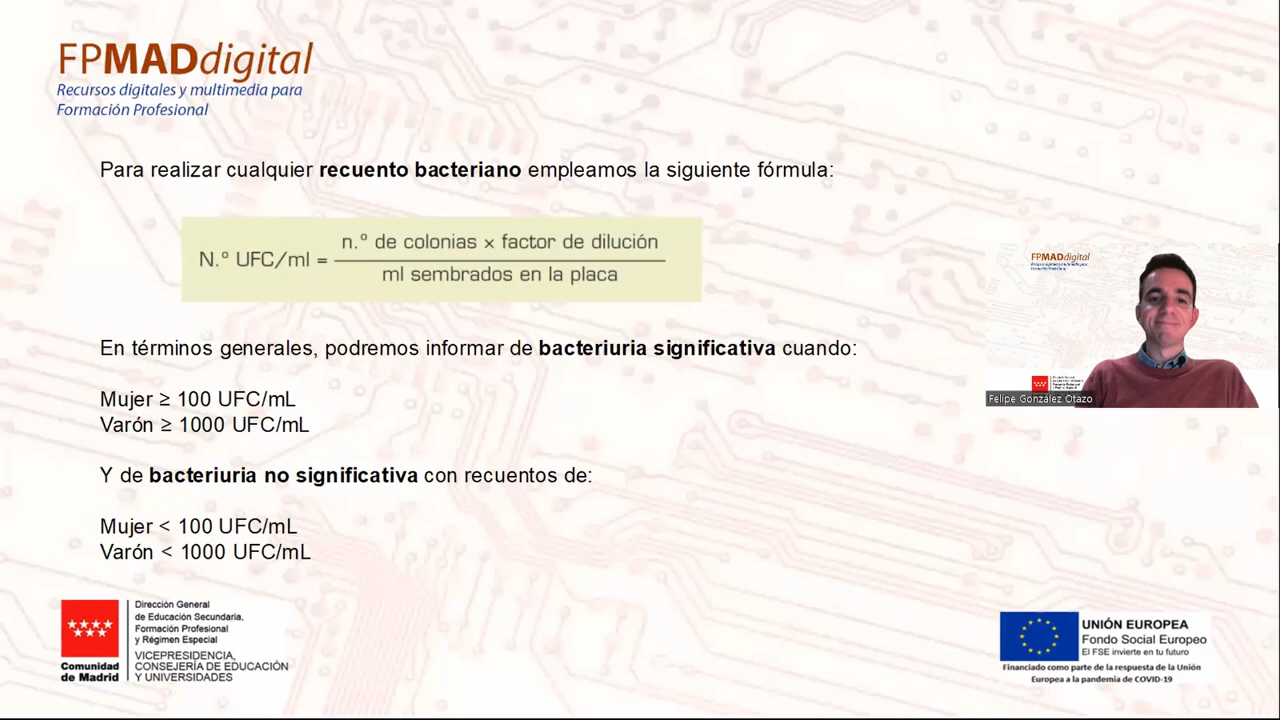 FPMADdigital
Recursos digitales y multimedia para
Formación Profesional
Para realizar cualquier recuento bacteriano empleamos la siguiente fórmula:
N.º UFC/ml = n.º de colonias × factor de dilución
ml sembrados en la placa
En términos generales, podremos informar de bacteriuria significativa cuando:
Mujer ≥ 100 UFC/mL
Varón ≥ 1000 UFC/mL
Y de bacteriuria no significativa con recuentos de:
Mujer < 100 UFC/mL
Varón < 1000 UFC/mL
FPMADdigital
Felipe González Otazo
Dirección General
de Educación Secundaria,
Formación Profesional
y Régimen Especial
VICEPRESIDENCIA,
CONSEJERÍA DE EDUCACIÓN
Y UNIVERSIDADES
Comunidad
de Madrid
UNIÓN EUROPEA
Fondo Social Europeo
El FSE invierte en tu futuro
Financiado como parte de la respuesta de la Unión
Europea a la pandemia de COVID-19